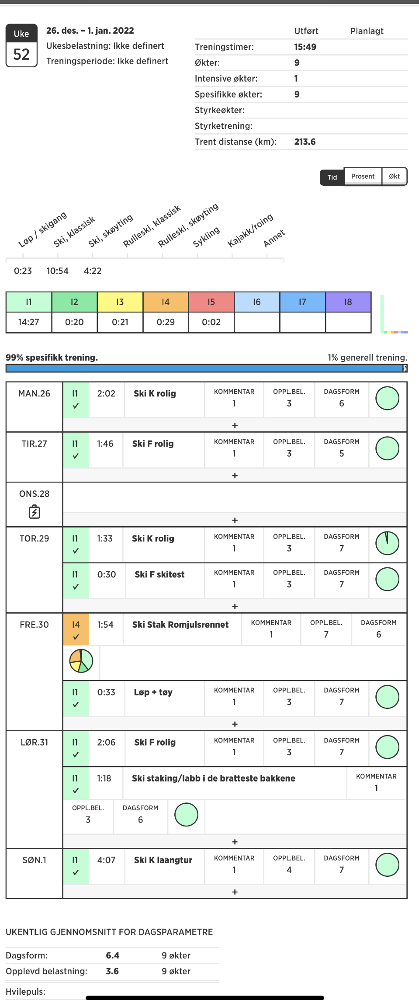 Uke
52
26. des. – 1. jan. 2022
Ukesbelastning: Ikke definert
Treningsperiode: Ikke definert
Utført Planlagt
Treningstimer: 15:49
Økter: 9
Intensive økter: 1
Spesifikke økter: 9
Styrkeøkter:
Styrketrening:
Trent distanse (km): 213.6
Tid Prosent Økt
Løp / skigang
Ski, klassisk
Ski, skøyting
Rulleski, klassisk
Rulleski, skøyting
Sykling
Kajakk/roing
Annet
0:23 10:54 4:22
I1 I2 I3 I4 I5 I6 I7 I8
14:27 0:20 0:21 0:29 0:02
99% spesifikk trening. 1% generell trening.
MAN.26 I1 2:02 Ski K rolig KOMMENTAR OPPL.BEL. DAGSFORM
✓ 1 3 6
+
TIR.27 I1 1:46 Ski F rolig KOMMENTAR OPPL.BEL. DAGSFORM
✓ 1 3 5
+
ONS.28
+
TOR.29 I1 1:33 Ski K rolig KOMMENTAR OPPL.BEL. DAGSFORM
✓ 1 3 7
I1 0:30 Ski F skitest KOMMENTAR OPPL.BEL. DAGSFORM
✓ 1 3 7
+
FRE.30 I4 1:54 Ski Stak Romjulsrennet KOMMENTAR OPPL.BEL. DAGSFORM
✓ 1 7 6
I1 0:33 Løp + tøy KOMMENTAR OPPL.BEL. DAGSFORM
✓ 1 3 7
+
LØR.31 I1 2:06 Ski F rolig KOMMENTAR OPPL.BEL. DAGSFORM
✓ 1 3 7
I1 1:18 Ski staking/labb i de bratteste bakkene KOMMENTAR
✓ 1
OPPL.BEL. DAGSFORM
3 6
+
SØN.1 I1 4:07 Ski K laangtur KOMMENTAR OPPL.BEL. DAGSFORM
✓ 1 4 7
+
UKENTLIG GJENNOMSNITT FOR DAGSPARAMETRE
Dagsform: 6.4 9 økter
Opplevd belastning: 3.6 9 økter
Hvilepuls: